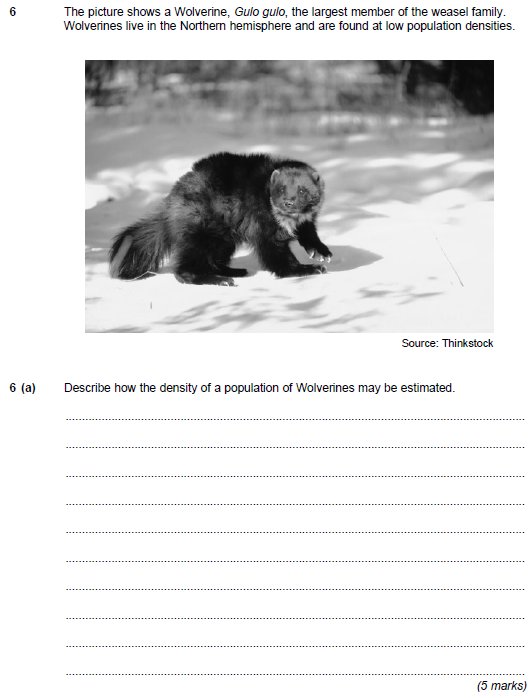 6 The picture shows a Wolverine, Gulo gulo, the largest member of the weasel family.
Wolverines live in the Northern hemisphere and are found at low population densities.
Source: Thinkstock
6 (a) Describe how the density of a population of Wolverines may be estimated.
(5 marks)